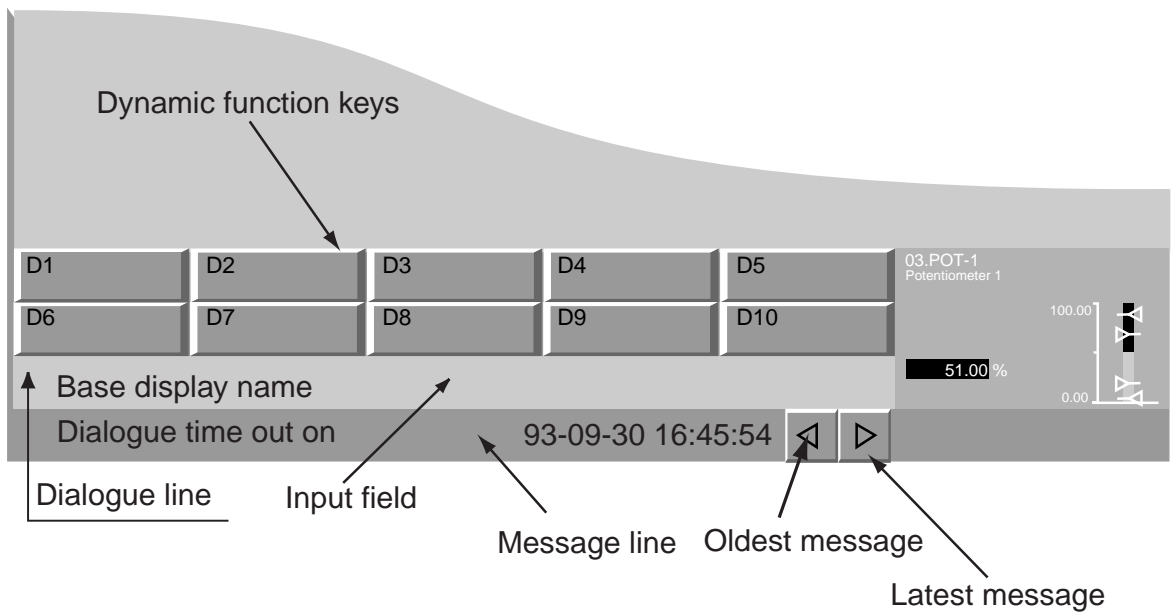 Dynamic function keys
D1 D2 D3 D4 D5
03.POT-1
Potentiometer 1
D6 D7 D8 D9 D10
100.00
51.00 %
0.00
Base display name
Dialogue time out on 93-09-30 16:45:54
Dialogue line
Input field
Message line
Oldest message
Latest message